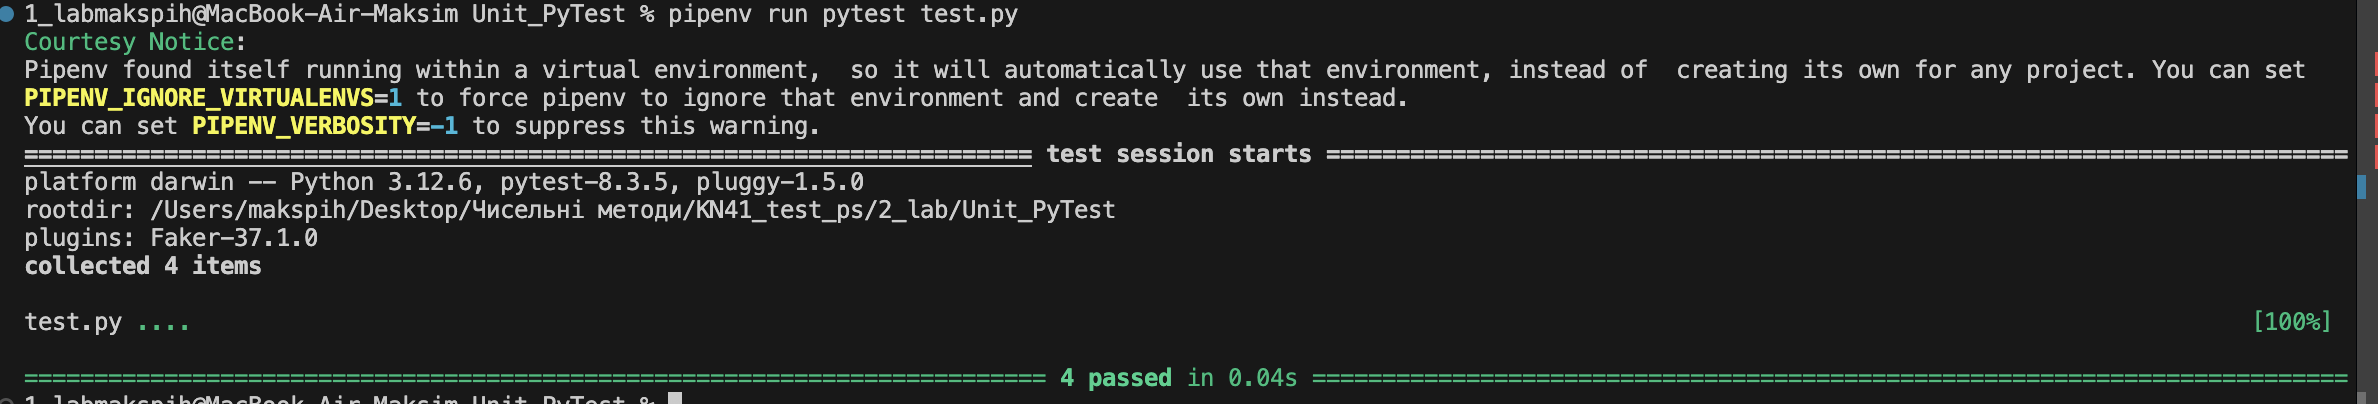 1_labmakspih@MacBook-Air-Maksim Unit_PyTest % pipenv run pytest test.py
Courtesy Notice:
Pipenv found itself running within a virtual environment,  so it will automatically use that environment, instead of  creating its own for any project. You can set
PIPENV_IGNORE_VIRTUALENVS=1 to force pipenv to ignore that environment and create  its own instead.
You can set PIPENV_VERBOSITY=-1 to suppress this warning.
======================================================================== test session starts =========================================================================
platform darwin -- Python 3.12.6, pytest-8.3.5, pluggy-1.5.0
rootdir: /Users/makspih/Desktop/Чисельні методи/KN41_test_ps/2_lab/Unit_PyTest
plugins: Faker-37.1.0
collected 4 items
test.py .... [100%]
========================================================================= 4 passed in 0.04s ==========================================================================
1_labmakspih@MacBook-Air-Maksim Unit_PyTest %